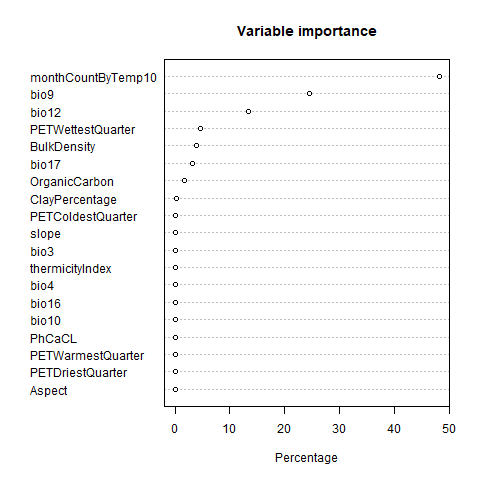 Variable importance
monthCountByTemp10
bio9
bio12
PETWettestQuarter
BulkDensity
bio17
OrganicCarbon
ClayPercentage
PETColdestQuarter
slope
bio3
thermicityIndex
bio4
bio16
bio10
PhCaCL
PETWarmestQuarter
PETDriestQuarter
Aspect
0 10 20 30 40 50
Percentage